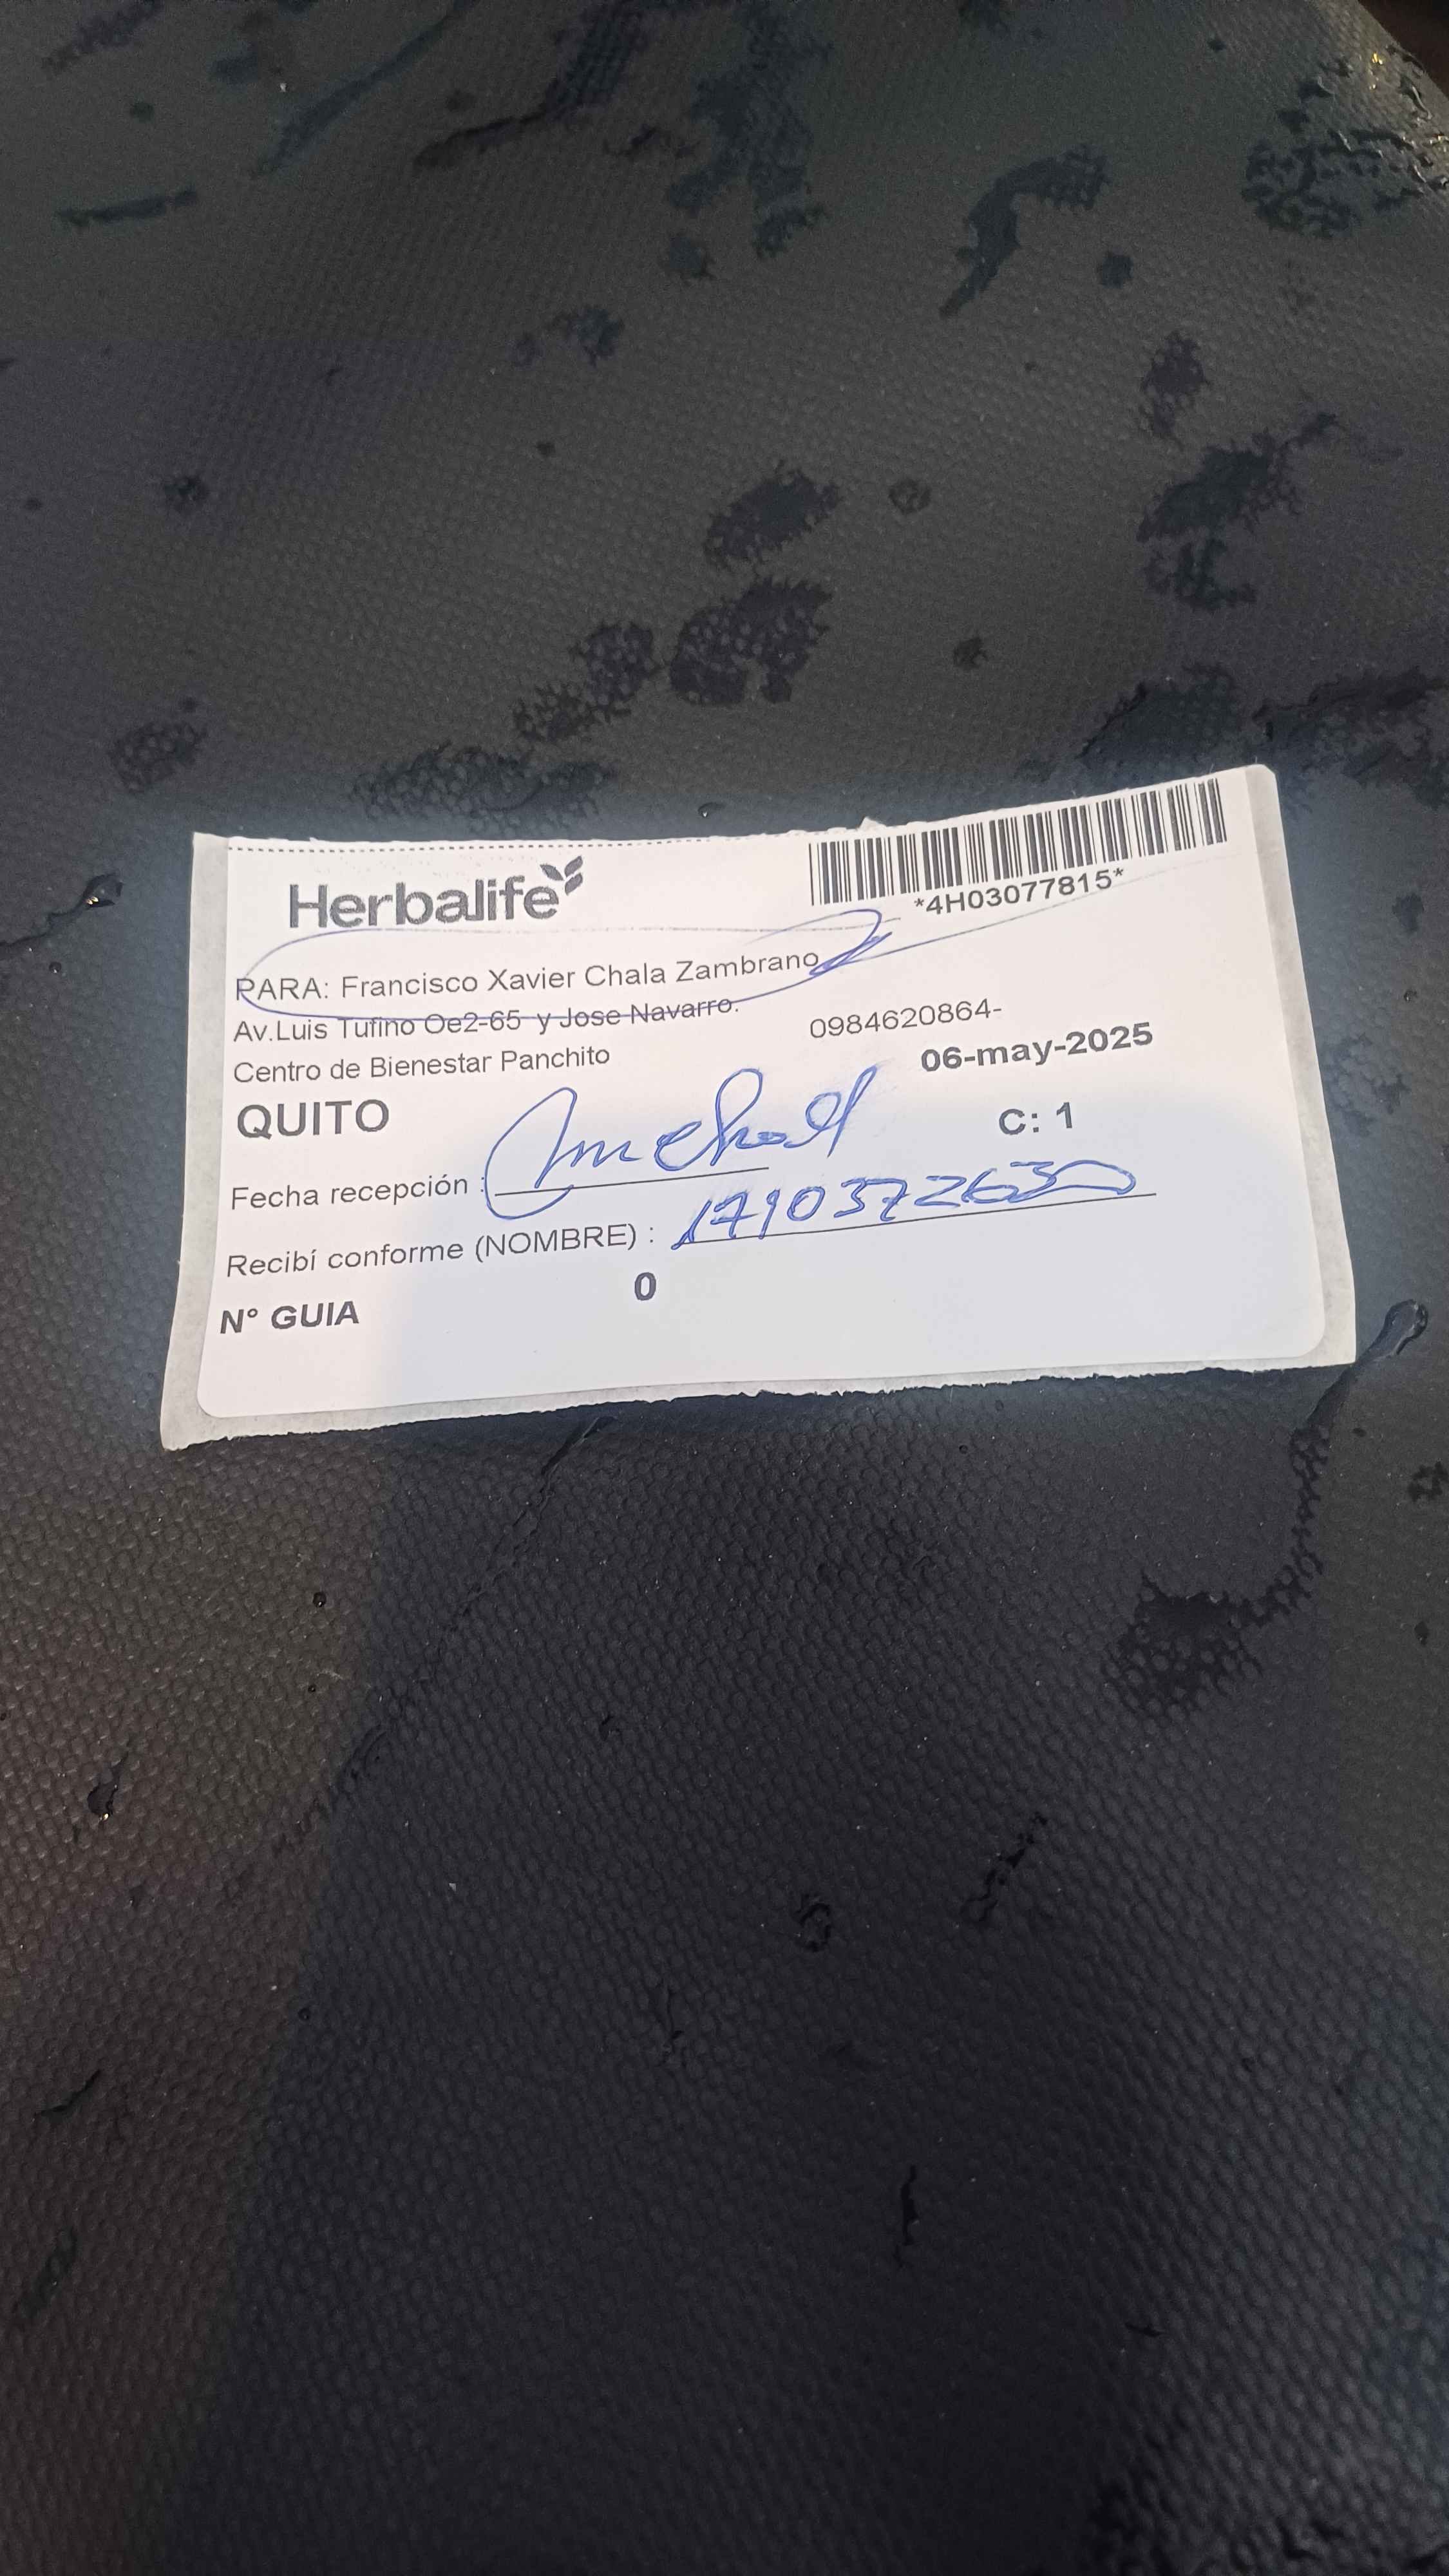 Herbalife
*4H03077815*
PARA: Francisco Xavier Chala Zambrano
Av.Luis Tufino Oe2-65 y Jose Navarro.
0984620864-
Centro de Bienestar Panchito
06-may-2025
QUITO
C: 1
Fecha recepción :
Recibí conforme (NOMBRE) :
N° GUIA 0